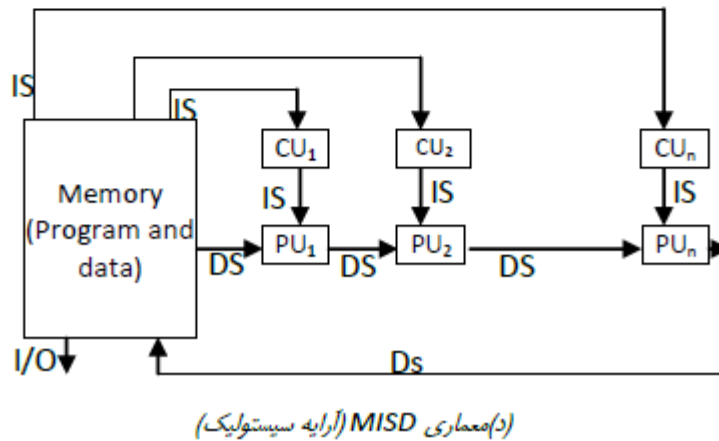 IS
IS
CU₁
CU₂
CUₙ
Memory
(Program and
data)
IS
IS
IS
PU₁
PU₂
PUₙ
DS
DS
DS
I/O
Ds
(د)معماری MISD (آرایه سیستولیک)